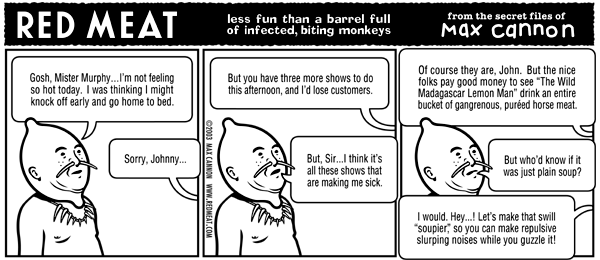 RED MEAT
less fun than a barrel full
of infected, biting monkeys
from the secret files of
Max cannon
Gosh, Mister Murphy...I'm not feeling
so hot today. I was thinking I might
knock off early and go home to bed.
Sorry, Johnny...
©2003 MAX CANNON WWW.REDMEAT.COM
But you have three more shows to do
this afternoon, and I'd lose customers.
But, Sir...I think it's
all these shows that
are making me sick.
Of course they are, John. But the nice
folks pay good money to see "The Wild
Madagascar Lemon Man" drink an entire
bucket of gangrenous, puréed horse meat.
But who'd know if it
was just plain soup?
I would. Hey...! Let's make that swill
"soupier," so you can make repulsive
slurping noises while you guzzle it!